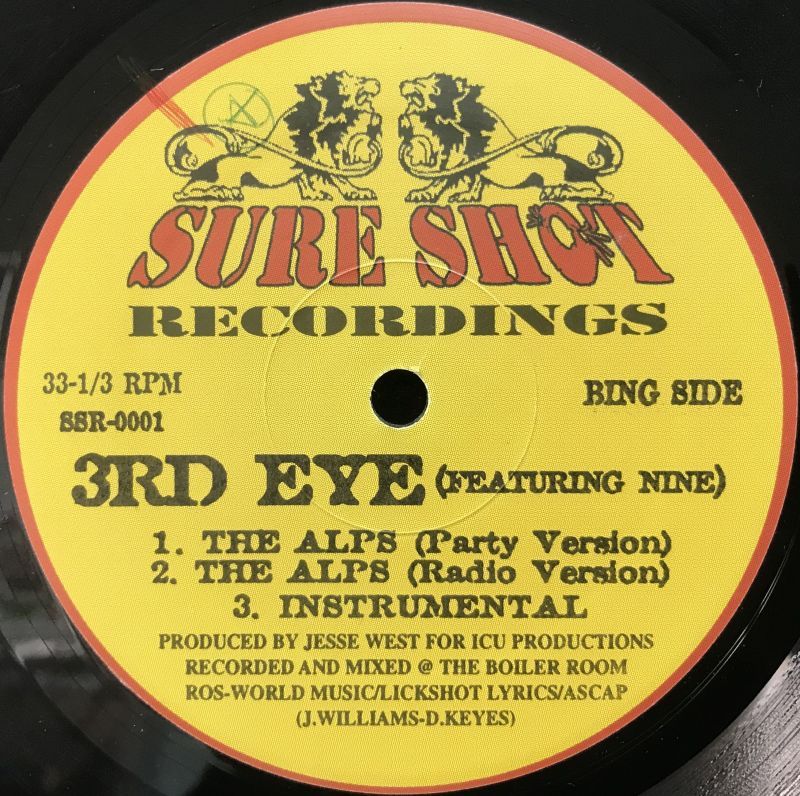 SURE SHOT
RECORDINGS
33-1/3 RPM
SSR-0001
BING SIDE
3RD EYE (FEATURING NINE)
1. THE ALPS (Party Version)
2. THE ALPS (Radio Version)
3. INSTRUMENTAL
PRODUCED BY JESSE WEST FOR ICU PRODUCTIONS
RECORDED AND MIXED @ THE BOILER ROOM
ROS-WORLD MUSIC/LICKSHOT LYRICS/ASCAP
(J.WILLIAMS-D.KEYES)